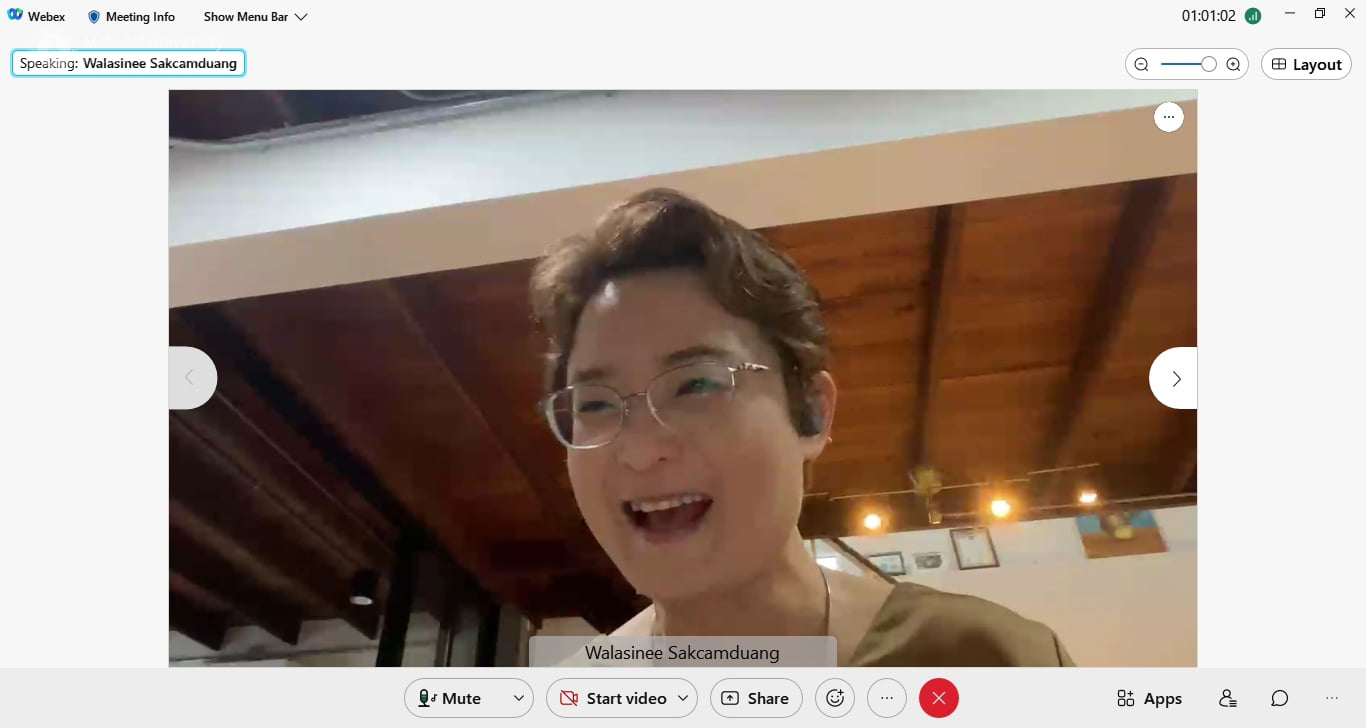 Webex Meeting Info Show Menu Bar 01:01:02
Speaking: Walasinee Sakcamduang
Layout
Walasinee Sakcamduang
Mute Start video Share Apps